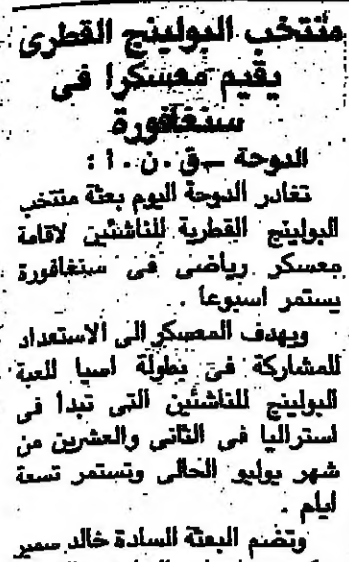 منتخب البولينج القطرى
يقيم معسكرا فى
سنغافورة
الدوحة ــ ق . ن . ا :
تغادر الدوحة اليوم بعثة منتخب
البولينج القطرية للناشئين لاقامة
معسكر رياضى فى سنغافورة
يستمر اسبوعا .
ويهدف المعسكر الى الاستعداد
للمشاركة فى بطولة اسيا للعبة
البولينج للناشئين التى تبدا فى
استراليا فى الثانى والعشرين من
شهر يوليو الحالى وتستمر تسعة
ايام .
وتضم البعثة السادة خالد سمير